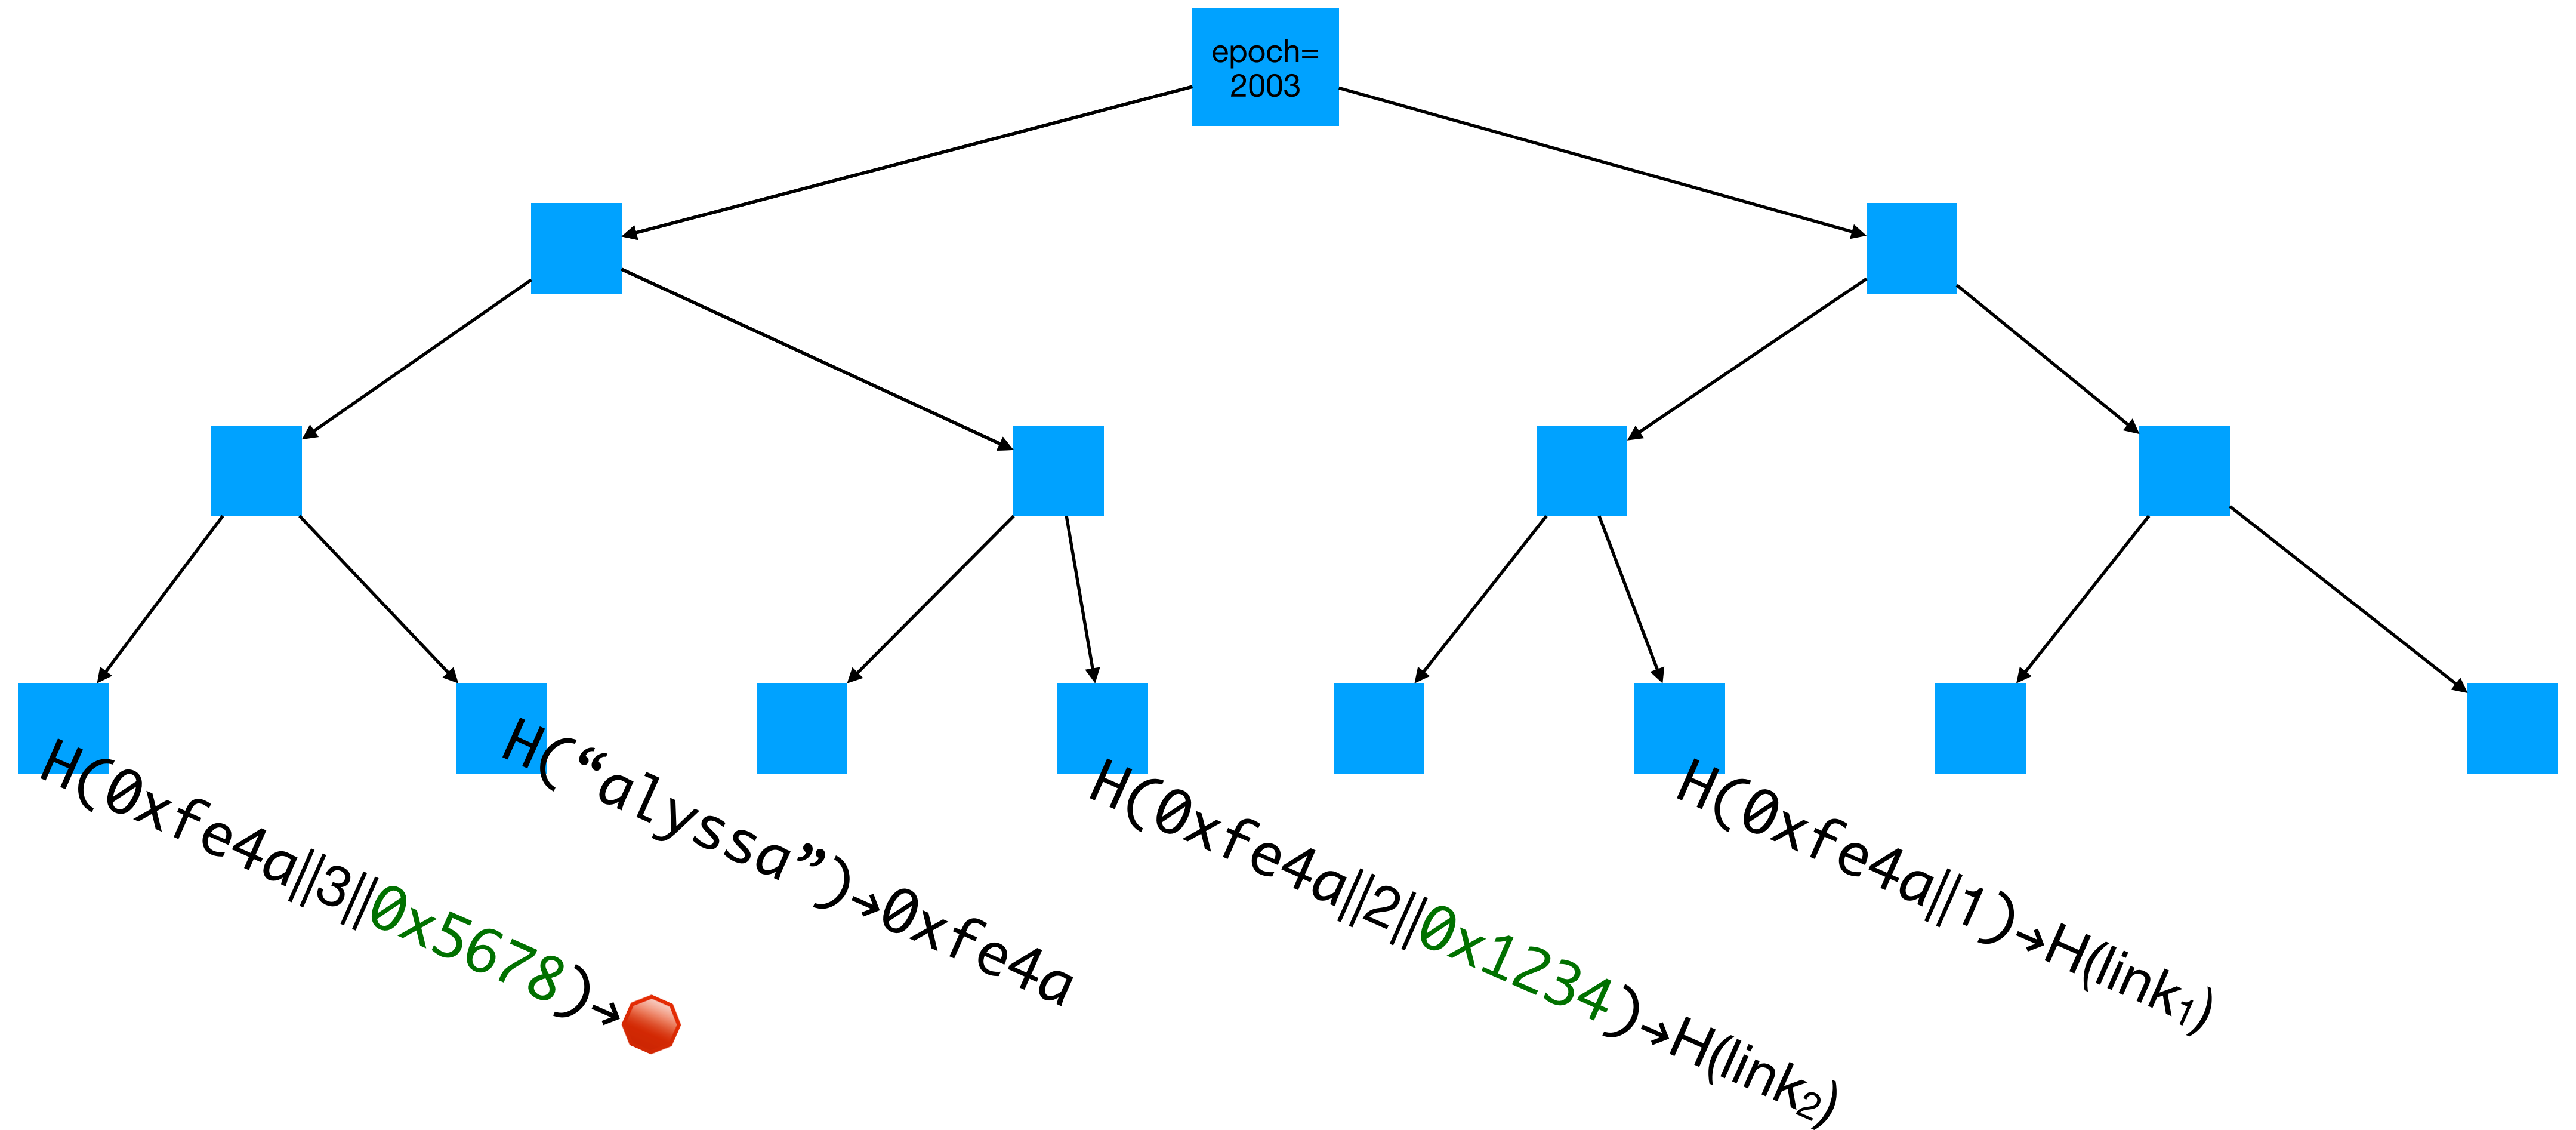 epoch=
2003
H(0xfe4a||3||0x5678)→🛑
H(“alyssa”)→0xfe4a
H(0xfe4a||2||0x1234)→H(link₂)
H(0xfe4a||1)→H(link₁)